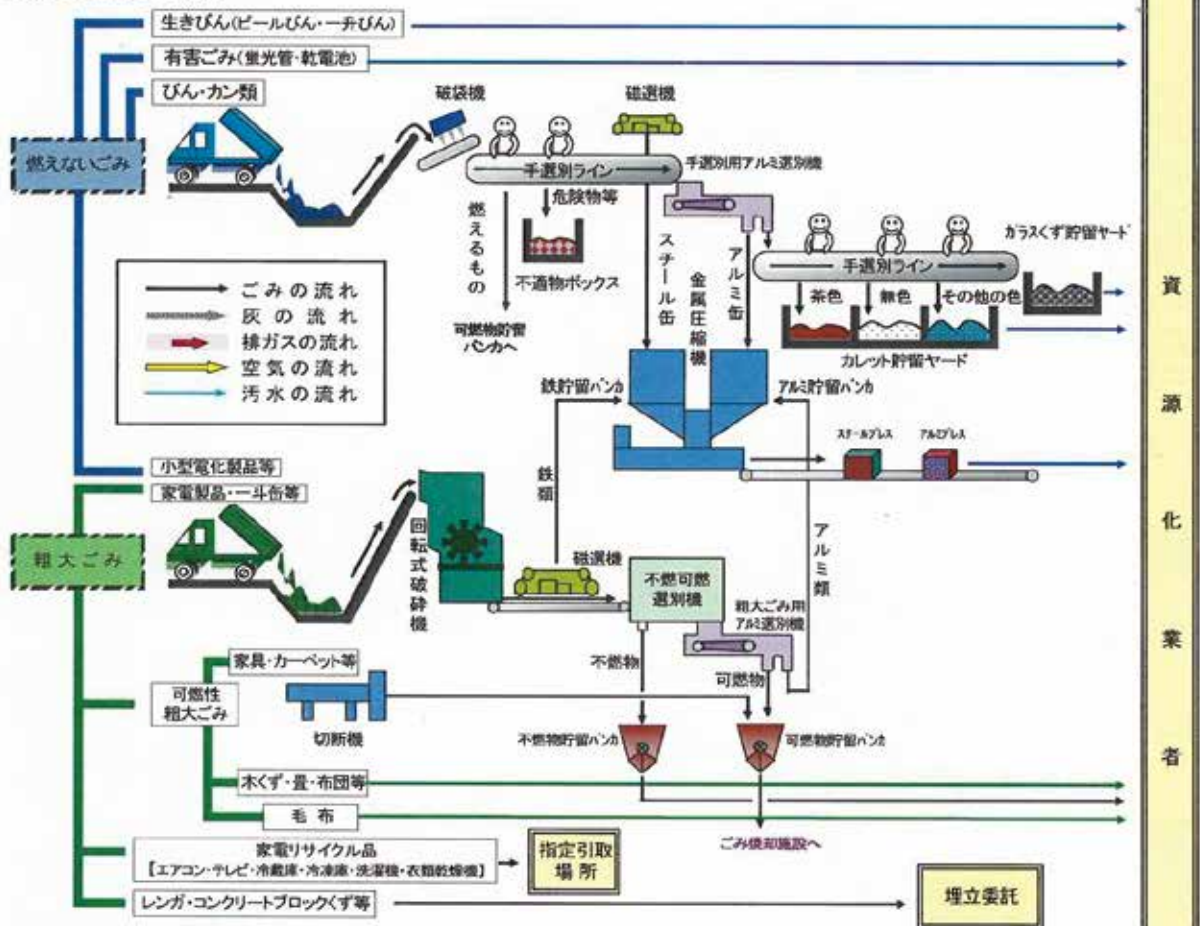 生きびん(ビールびん・一升びん)
有害ごみ(蛍光管・乾電池)
びん・カン類
燃えないごみ
破袋機
磁選機
手選別ライン
手選別用アルミ選別機
燃えるもの
危険物等
不適物ボックス
可燃物貯留
バンカへ
スチール缶
金属圧縮機
アルミ缶
手選別ライン
ガラスくず貯留ヤード
茶色
無色
その他の色
カレット貯留ヤード
ごみの流れ
灰の流れ
排ガスの流れ
空気の流れ
汚水の流れ
鉄貯留バンカ
アルミ貯留バンカ
スチールプレス
アルミプレス
小型電化製品等
家電製品・一斗缶等
粗大ごみ
回転式破砕機
鉄類
磁選機
不燃可燃
選別機
粗大ごみ用
アルミ選別機
アルミ類
不燃物
可燃物
家具・カーペット等
可燃性
粗大ごみ
切断機
不燃物貯留バンカ
可燃物貯留バンカ
木くず・畳・布団等
毛布
ごみ焼却施設へ
家電リサイクル品
【エアコン・テレビ・冷蔵庫・冷凍庫・洗濯機・衣類乾燥機】
指定引取
場所
レンガ・コンクリートブロックくず等
埋立委託
資源化業者